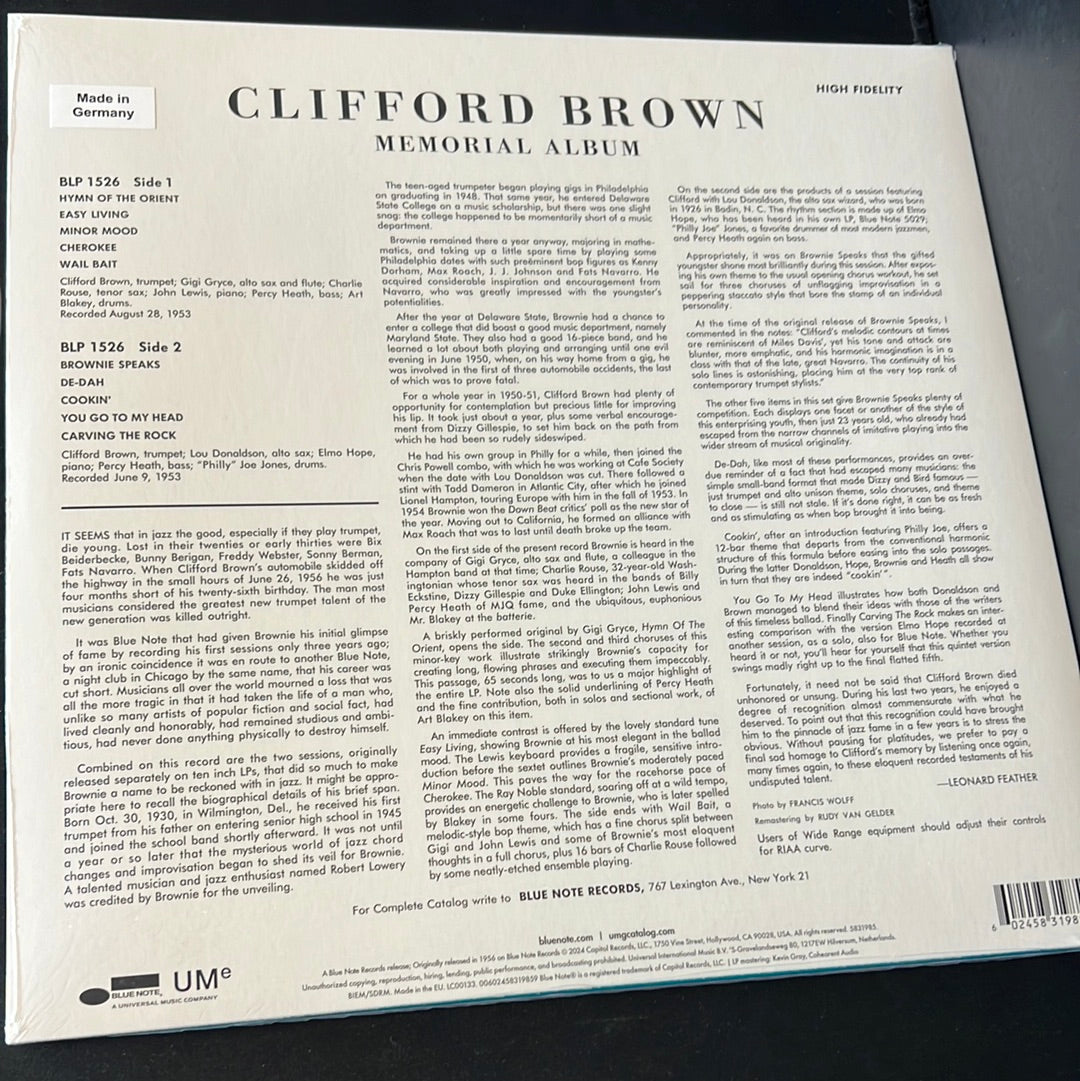 Made in
Germany
CLIFFORD BROWN
MEMORIAL ALBUM
HIGH FIDELITY
BLP 1526 Side 1
HYMN OF THE ORIENT
EASY LIVING
MINOR MOOD
CHEROKEE
WAIL BAIT
Clifford Brown, trumpet; Gigi Gryce, alto sax and flute; Charlie
Rouse, tenor sax; John Lewis, piano; Percy Heath, bass; Art
Blakey, drums.
Recorded August 28, 1953
BLP 1526 Side 2
BROWNIE SPEAKS
DE-DAH
COOKIN'
YOU GO TO MY HEAD
CARVING THE ROCK
Clifford Brown, trumpet; Lou Donaldson, alto sax; Elmo Hope,
piano; Percy Heath, bass; "Philly" Joe Jones, drums.
Recorded June 9, 1953
IT SEEMS that in jazz the good, especially if they play trumpet,
die young. Lost in their twenties or early thirties were Bix
Beiderbecke, Bunny Berigan, Freddy Webster, Sonny Berman,
Fats Navarro. When Clifford Brown's automobile skidded off
the highway in the small hours of June 26, 1956 he was just
four months short of his twenty-sixth birthday. The man most
musicians considered the greatest new trumpet talent of the
new generation was killed outright.
It was Blue Note that had given Brownie his initial glimpse
of fame by recording his first sessions only three years ago;
by an ironic coincidence it was en route to another Blue Note,
a night club in Chicago by the same name, that his career was
cut short. Musicians all over the world mourned a loss that was
all the more tragic in that it had taken the life of a man who,
unlike so many artists of popular fiction and social fact, had
lived cleanly and honorably, had remained studious and ambi-
tious, had never done anything physically to destroy himself.
Combined on this record are the two sessions, originally
released separately on ten inch LPs, that did so much to make
Brownie a name to be reckoned with in jazz. It might be appro-
priate here to recall the biographical details of his brief span.
Born Oct. 30, 1930, in Wilmington, Del., he received his first
trumpet from his father on entering senior high school in 1945
and joined the school band shortly afterward. It was not until
a year or so later that the mysterious world of jazz chord
changes and improvisation began to shed its veil for Brownie.
A talented musician and jazz enthusiast named Robert Lowery
was credited by Brownie for the unveiling.
The teen-aged trumpeter began playing gigs in Philadelphia
on graduating in 1948. That same year, he entered Delaware
State College on a music scholarship, but there was one slight
snag: the college happened to be momentarily short of a music
department.
Brownie remained there a year anyway, majoring in mathe-
matics, and taking up a little spare time by playing some
Philadelphia dates with such preëminent bop figures as Kenny
Dorham, Max Roach, J. J. Johnson and Fats Navarro. He
acquired considerable inspiration and encouragement from
Navarro, who was greatly impressed with the youngster's
potentialities.
After the year at Delaware State, Brownie had a chance to
enter a college that did boast a good music department, namely
Maryland State. They also had a good 16-piece band, and he
learned a lot about both playing and arranging until one evil
evening in June 1950, when, on his way home from a gig, he
was involved in the first of three automobile accidents, the last
of which was to prove fatal.
For a whole year in 1950-51, Clifford Brown had plenty of
opportunity for contemplation but precious little for improving
his lip. It took just about a year, plus some verbal encourage-
ment from Dizzy Gillespie, to set him back on the path from
which he had been so rudely sideswiped.
He had his own group in Philly for a while, then joined the
Chris Powell combo, with which he was working at Cafe Society
when the date with Lou Donaldson was cut. There followed a
stint with Tadd Dameron in Atlantic City, after which he joined
Lionel Hampton, touring Europe with him in the fall of 1953. In
1954 Brownie won the Down Beat critics' poll as the new star of
the year. Moving out to California, he formed an alliance with
Max Roach that was to last until death broke up the team.
On the first side of the present record Brownie is heard in the
company of Gigi Gryce, alto sax and flute, a colleague in the
Hampton band at that time; Charlie Rouse, 32-year-old Wash-
ingtonian whose tenor sax was heard in the bands of Billy
Eckstine, Dizzy Gillespie and Duke Ellington; John Lewis and
Percy Heath of MJQ fame, and the ubiquitous, euphonious
Mr. Blakey at the batterie.
A briskly performed original by Gigi Gryce, Hymn Of The
Orient, opens the side. The second and third choruses of this
minor-key work illustrate strikingly Brownie's capacity for
creating long, flowing phrases and executing them impeccably.
This passage, 65 seconds long, was to us a major highlight of
the entire LP. Note also the solid underlining of Percy Heath
and the fine contribution, both in solos and sectional work, of
Art Blakey on this item.
An immediate contrast is offered by the lovely standard tune
Easy Living, showing Brownie at his most elegant in the ballad
mood. The Lewis keyboard provides a fragile, sensitive intro-
duction before the sextet outlines Brownie's moderately paced
Minor Mood. This paves the way for the racehorse pace of
Cherokee. The Ray Noble standard, soaring off at a wild tempo,
provides an energetic challenge to Brownie, who is later spelled
by Blakey in some fours. The side ends with Wail Bait, a
melodic-style bop theme, which has a fine chorus split between
Gigi and John Lewis and some of Brownie's most eloquent
thoughts in a full chorus, plus 16 bars of Charlie Rouse followed
by some neatly-etched ensemble playing.
On the second side are the products of a session featuring
Clifford with Lou Donaldson, the alto sax wizard, who was born
in 1926 in Badin, N. C. The rhythm section is made up of Elmo
Hope, who has been heard in his own LP, Blue Note 5029;
"Philly Joe" Jones, a favorite drummer of most modern jazzmen,
and Percy Heath again on bass.
Appropriately, it was on Brownie Speaks that the gifted
youngster shone most brilliantly during this session. After expos-
ing his own theme to the usual opening chorus workout, he set
sail for three choruses of unflagging improvisation in a
peppering staccato style that bore the stamp of an individual
personality.
At the time of the original release of Brownie Speaks, I
commented in the notes: "Clifford's melodic contours at times
are reminiscent of Miles Davis', yet his tone and attack are
blunter, more emphatic, and his harmonic imagination is in a
class with that of the late, great Navarro. The continuity of his
solo lines is astonishing, placing him at the very top rank of
contemporary trumpet stylists."
The other five items in this set give Brownie Speaks plenty of
competition. Each displays one facet or another of the style of
this enterprising youth, then just 23 years old, who already had
escaped from the narrow channels of imitative playing into the
wider stream of musical originality.
De-Dah, like most of these performances, provides an over-
due reminder of a fact that had escaped many musicians: the
simple small-band format that made Dizzy and Bird famous —
just trumpet and alto unison theme, solo choruses, and theme
to close — is still not stale. If it's done right, it can be as fresh
and as stimulating as when bop brought it into being.
Cookin', after an introduction featuring Philly Joe, offers a
12-bar theme that departs from the conventional harmonic
structure of this formula before easing into the solo passages.
During the latter Donaldson, Hope, Brownie and Heath all show
in turn that they are indeed "cookin'".
You Go To My Head illustrates how both Donaldson and
Brown managed to blend their ideas with those of the writers
of this timeless ballad. Finally Carving The Rock makes an inter-
esting comparison with the version Elmo Hope recorded at
another session, as a solo, also for Blue Note. Whether you
heard it or not, you'll hear for yourself that this quintet version
swings madly right up to the final flatted fifth.
Fortunately, it need not be said that Clifford Brown died
unhonored or unsung. During his last two years, he enjoyed a
degree of recognition almost commensurate with what he
deserved. To point out that this recognition could have brought
him to the pinnacle of jazz fame in a few years is to stress the
obvious. Without pausing for platitudes, we prefer to pay a
final sad homage to Clifford's memory by listening once again,
many times again, to these eloquent recorded testaments of his
undisputed talent.
—LEONARD FEATHER
Photo by FRANCIS WOLFF
Remastering by RUDY VAN GELDER
Users of Wide Range equipment should adjust their controls
for RIAA curve.
For Complete Catalog write to BLUE NOTE RECORDS, 767 Lexington Ave., New York 21
bluenote.com | umgcatalog.com
A Blue Note Records release; Originally released in 1956 on Blue Note Records © 2024 Capitol Records, LLC., 1750 Vine Street, Hollywood, CA 90028, USA. All rights reserved. 5831985.
Unauthorized copying, reproduction, hiring, lending, public performance, and broadcasting prohibited. Universal International Music B.V. 's-Gravelandseweg 80, 1217EW Hilversum, Netherlands.
BIEM/SDRM. Made in the EU. LC00133. 00602458319859 Blue Note® is a registered trademark of Capitol Records, LLC. | LP mastering: Kevin Gray, Cohearent Audio
BLUE NOTE
A UNIVERSAL MUSIC COMPANY
UMe
6 02458 3198